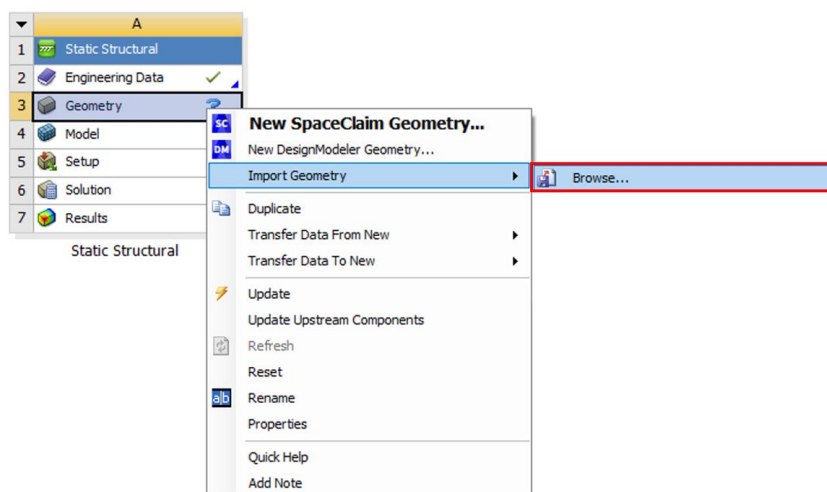 A
1 Static Structural
2 Engineering Data
3 Geometry ?
4 Model
5 Setup
6 Solution
7 Results
Static Structural
SC New SpaceClaim Geometry...
DM New DesignModeler Geometry...
Import Geometry
Browse...
Duplicate
Transfer Data From New
Transfer Data To New
Update
Update Upstream Components
Refresh
Reset
a|b Rename
Properties
Quick Help
Add Note